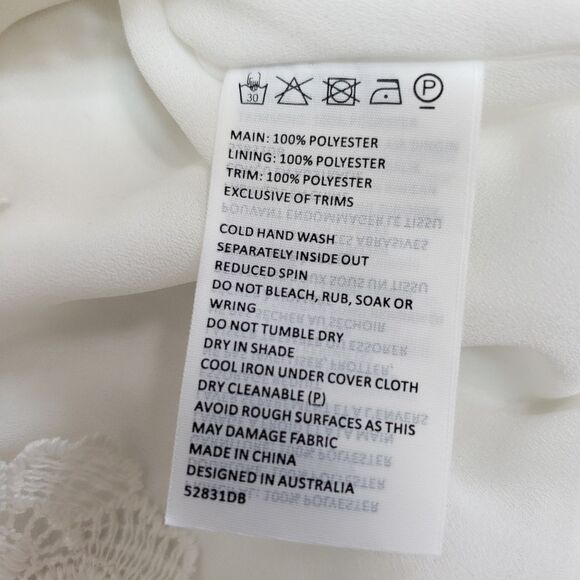 30 P
MAIN: 100% POLYESTER
LINING: 100% POLYESTER
TRIM: 100% POLYESTER
EXCLUSIVE OF TRIMS
COLD HAND WASH
SEPARATELY INSIDE OUT
REDUCED SPIN
DO NOT BLEACH, RUB, SOAK OR
WRING
DO NOT TUMBLE DRY
DRY IN SHADE
COOL IRON UNDER COVER CLOTH
DRY CLEANABLE (P)
AVOID ROUGH SURFACES AS THIS
MAY DAMAGE FABRIC
MADE IN CHINA
DESIGNED IN AUSTRALIA
52831DB